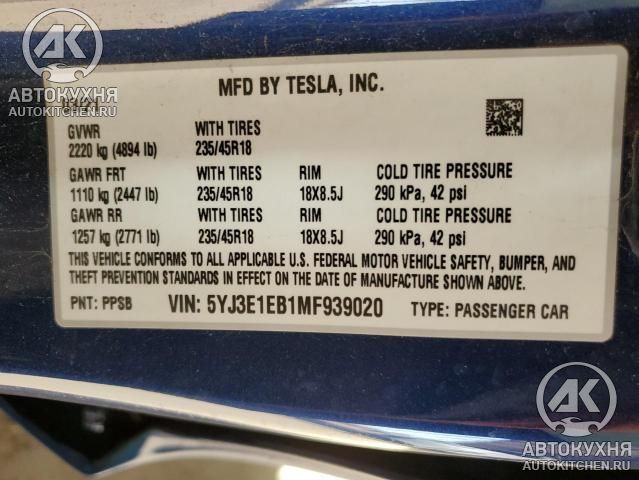 АК
АВТОКУХНЯ
AUTOKITCHEN.RU
MFD BY TESLA, INC.
03/21
GVWR WITH TIRES
2220 kg (4894 lb) 235/45R18
GAWR FRT WITH TIRES RIM COLD TIRE PRESSURE
1110 kg (2447 lb) 235/45R18 18X8.5J 290 kPa, 42 psi
GAWR RR WITH TIRES RIM COLD TIRE PRESSURE
1257 kg (2771 lb) 235/45R18 18X8.5J 290 kPa, 42 psi
THIS VEHICLE CONFORMS TO ALL APPLICABLE U.S. FEDERAL MOTOR VEHICLE SAFETY, BUMPER, AND
THEFT PREVENTION STANDARDS IN EFFECT ON THE DATE OF MANUFACTURE SHOWN ABOVE.
PNT: PPSB VIN: 5YJ3E1EB1MF939020 TYPE: PASSENGER CAR
АК
АВТОКУХНЯ
AUTOKITCHEN.RU